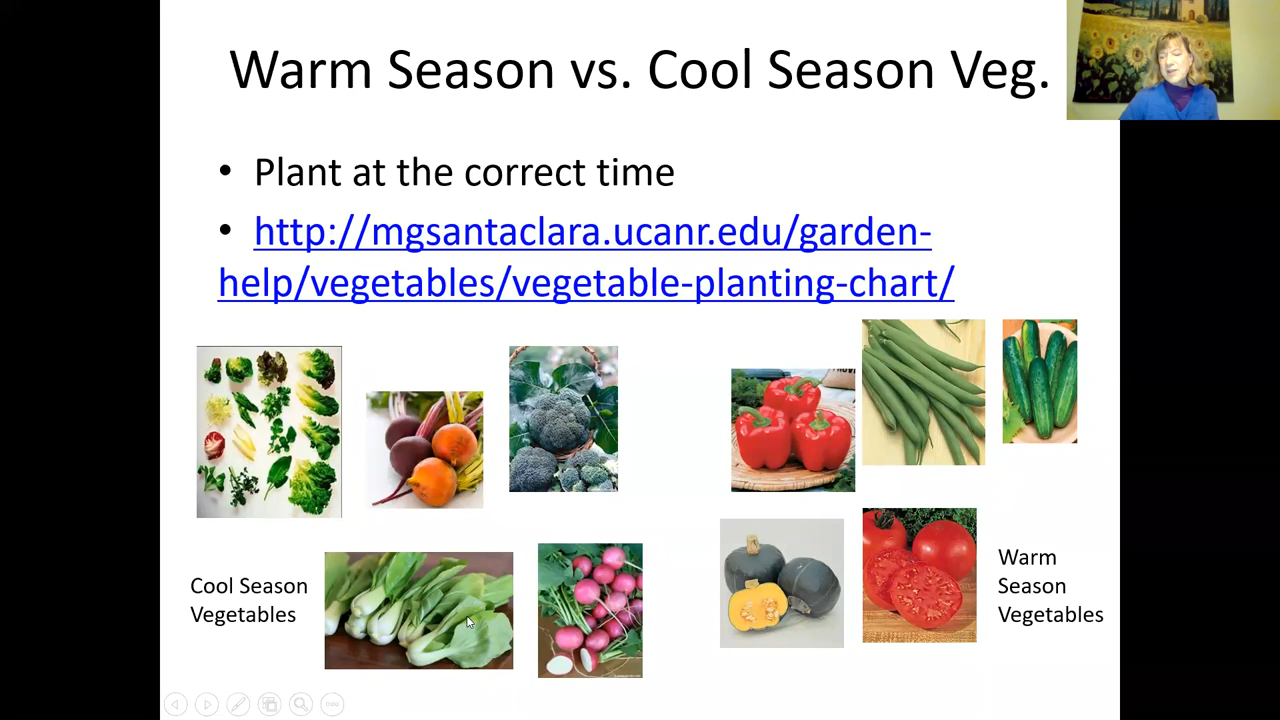 Warm Season vs. Cool Season Veg.
• Plant at the correct time
• http://mgsantaclara.ucanr.edu/garden-
help/vegetables/vegetable-planting-chart/
Cool Season
Vegetables
Warm
Season
Vegetables